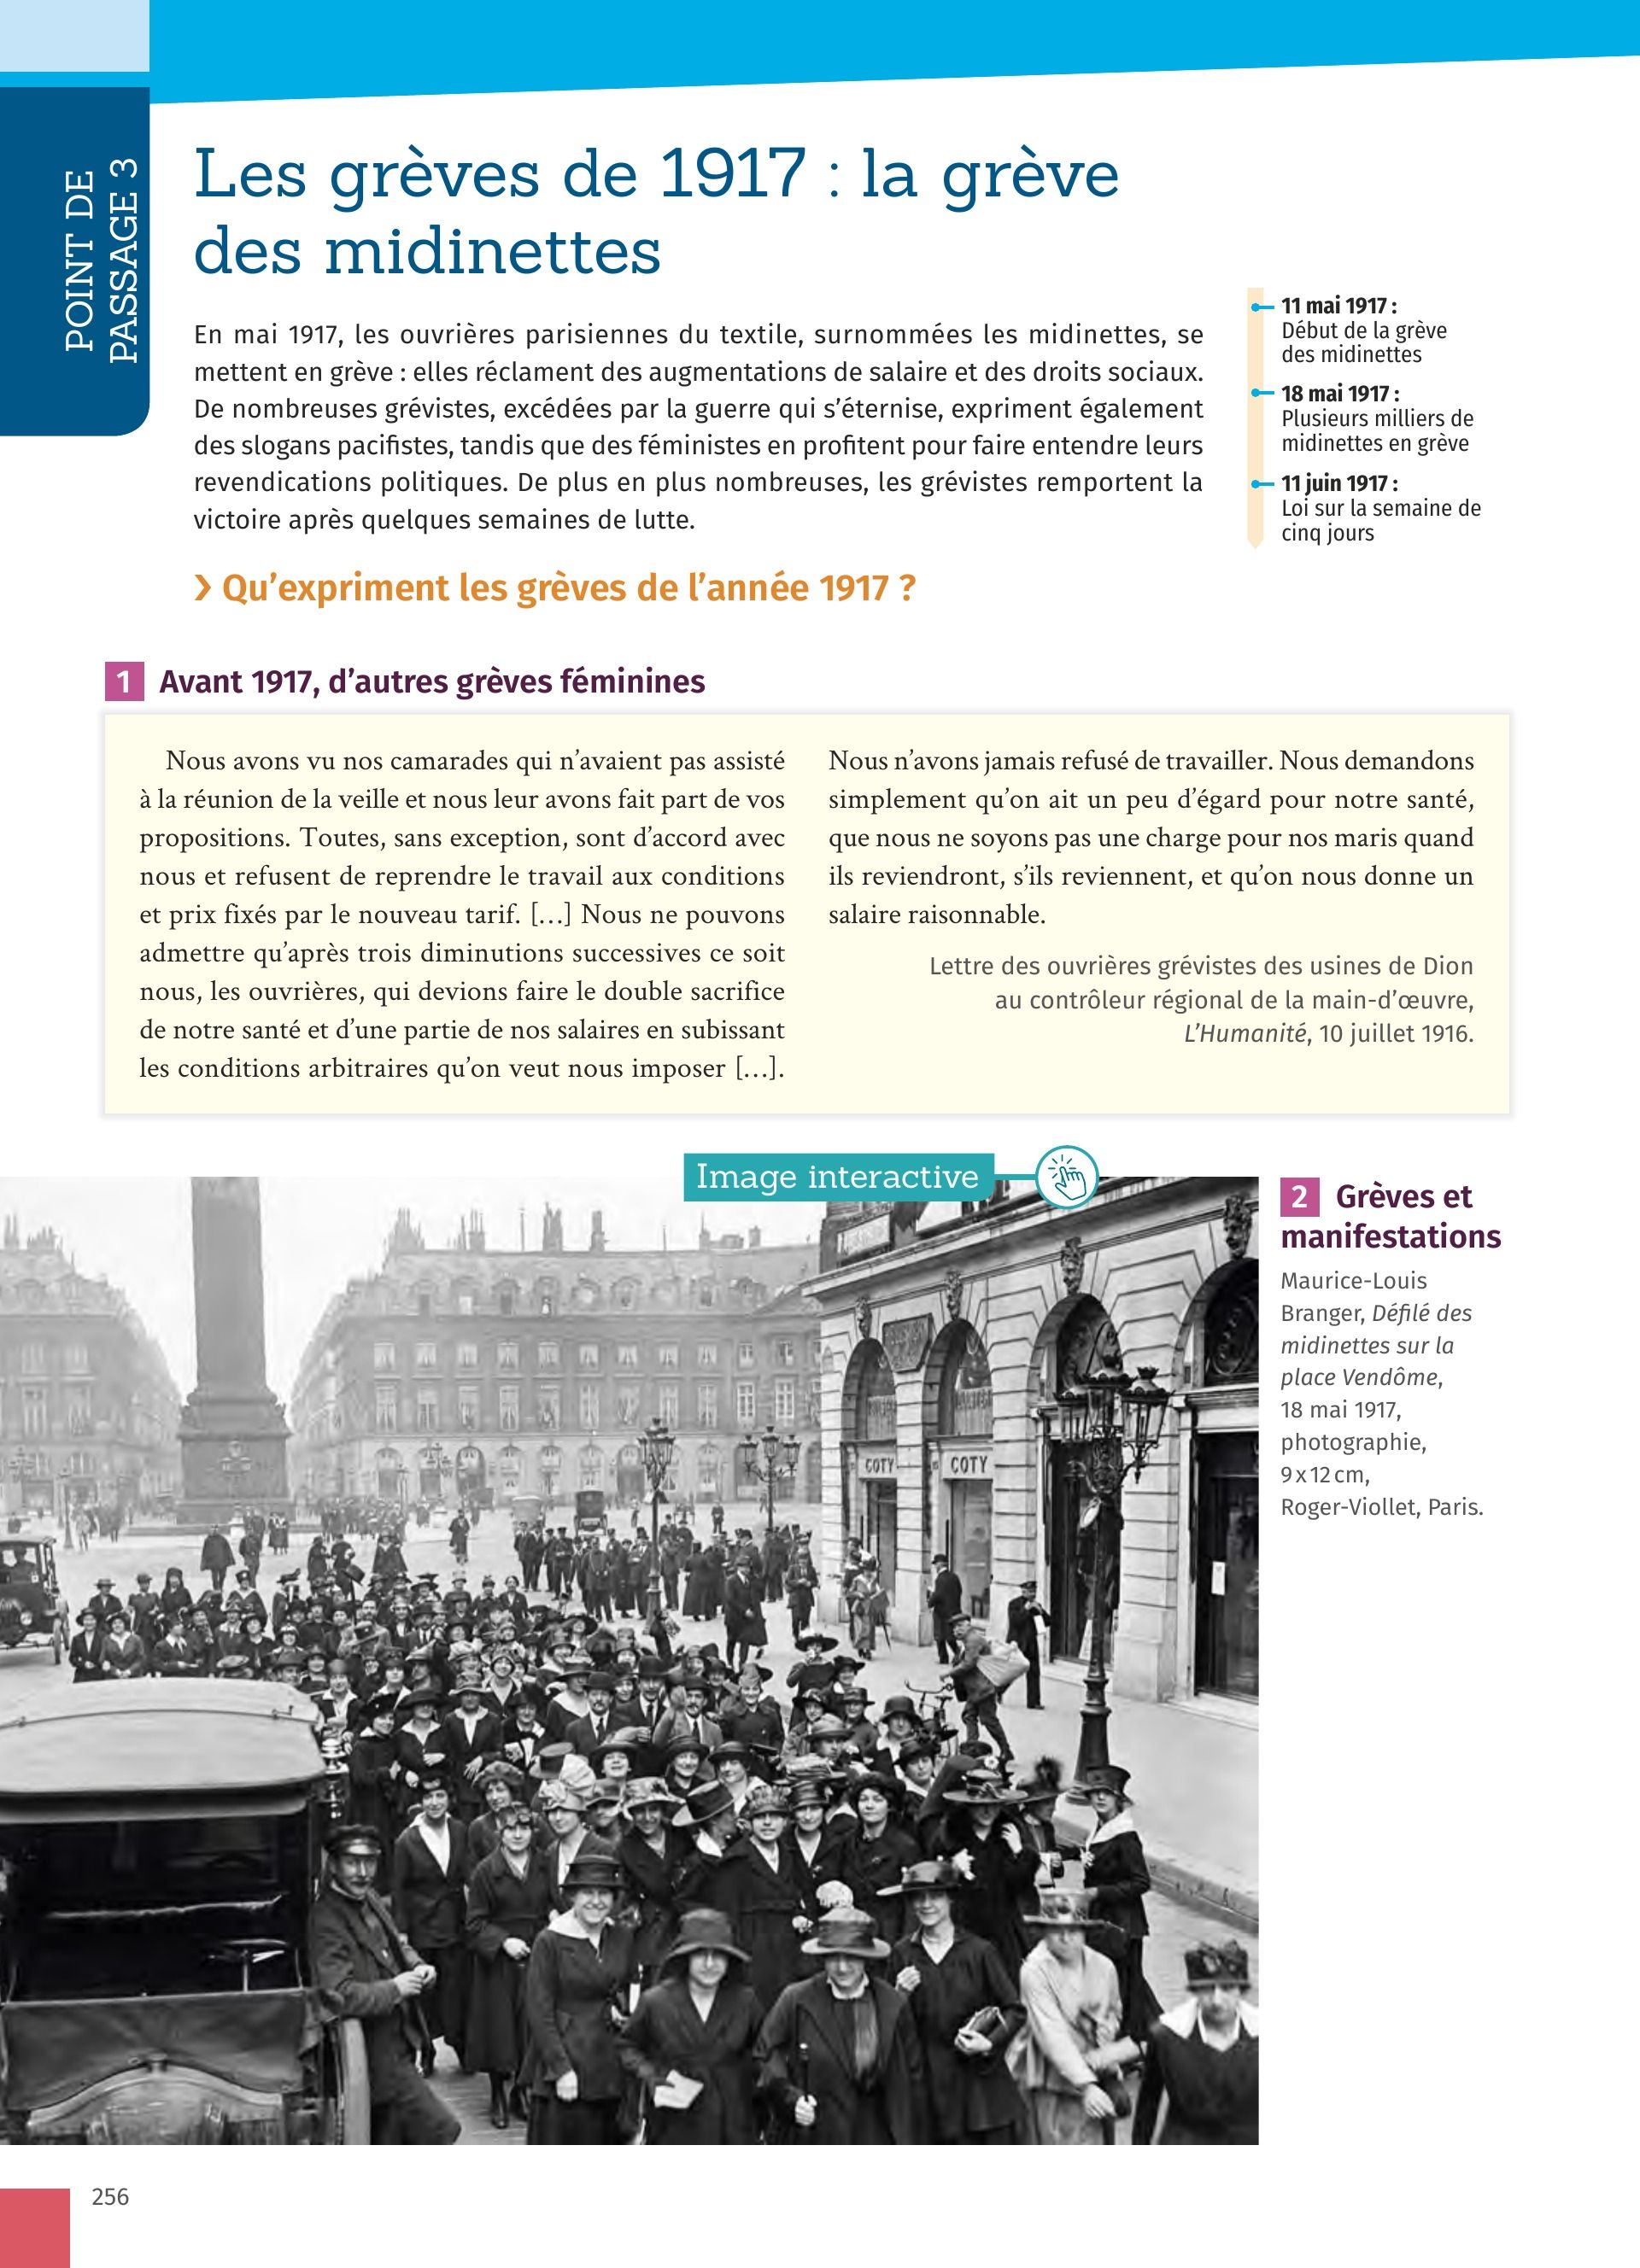 POINT DE
PASSAGE 3
Les grèves de 1917 : la grève
des midinettes
En mai 1917, les ouvrières parisiennes du textile, surnommées les midinettes, se
mettent en grève : elles réclament des augmentations de salaire et des droits sociaux.
De nombreuses grévistes, excédées par la guerre qui s’éternise, expriment également
des slogans pacifistes, tandis que des féministes en profitent pour faire entendre leurs
revendications politiques. De plus en plus nombreuses, les grévistes remportent la
victoire après quelques semaines de lutte.
11 mai 1917 :
Début de la grève
des midinettes
18 mai 1917 :
Plusieurs milliers de
midinettes en grève
11 juin 1917 :
Loi sur la semaine de
cinq jours
› Qu’expriment les grèves de l’année 1917 ?
1 Avant 1917, d’autres grèves féminines
Nous avons vu nos camarades qui n’avaient pas assisté
à la réunion de la veille et nous leur avons fait part de vos
propositions. Toutes, sans exception, sont d’accord avec
nous et refusent de reprendre le travail aux conditions
et prix fixés par le nouveau tarif. […] Nous ne pouvons
admettre qu’après trois diminutions successives ce soit
nous, les ouvrières, qui devions faire le double sacrifice
de notre santé et d’une partie de nos salaires en subissant
les conditions arbitraires qu’on veut nous imposer […].
Nous n’avons jamais refusé de travailler. Nous demandons
simplement qu’on ait un peu d’égard pour notre santé,
que nous ne soyons pas une charge pour nos maris quand
ils reviendront, s’ils reviennent, et qu’on nous donne un
salaire raisonnable.
Lettre des ouvrières grévistes des usines de Dion
au contrôleur régional de la main-d’œuvre,
L’Humanité, 10 juillet 1916.
Image interactive
COTY
COTY
2 Grèves et
manifestations
Maurice-Louis
Branger, Défilé des
midinettes sur la
place Vendôme,
18 mai 1917,
photographie,
9 x 12 cm,
Roger-Viollet, Paris.
256